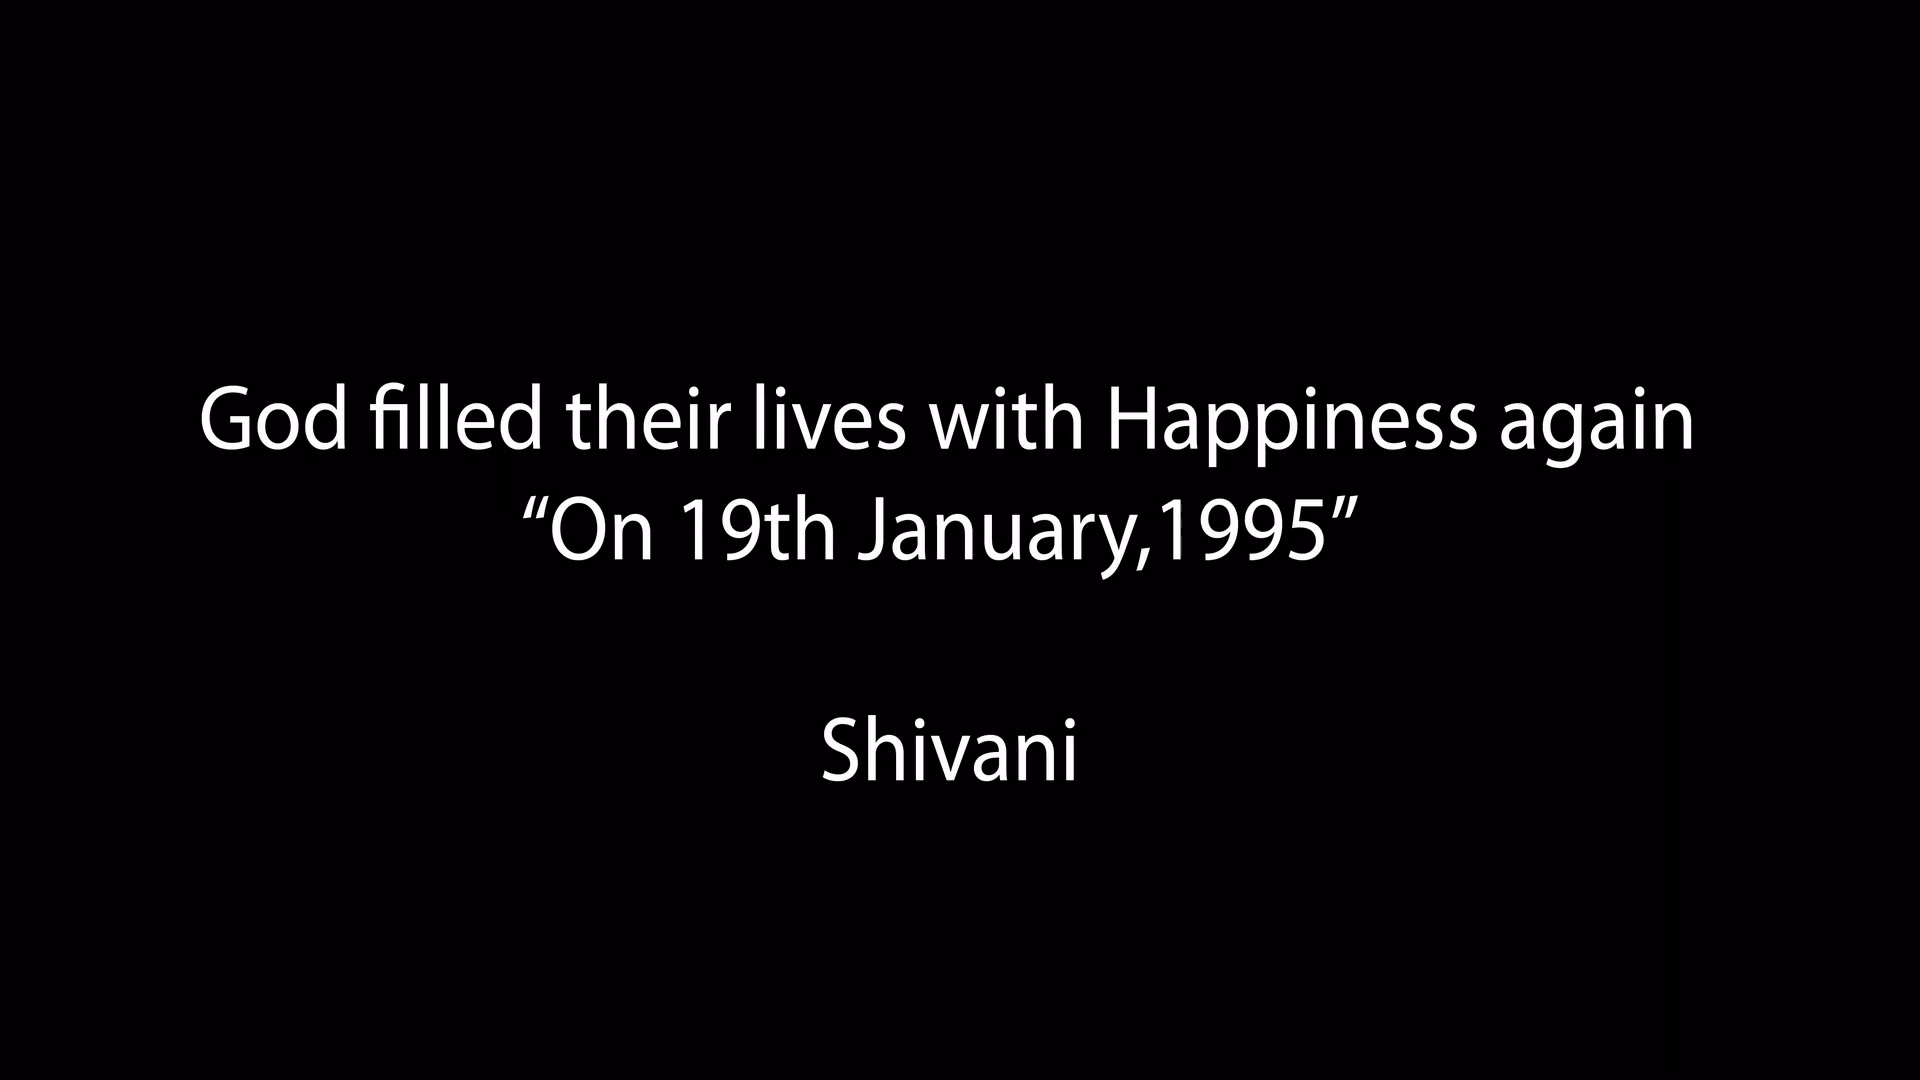 God filled their lives with Happiness again
“On 19th January,1995”
Shivani